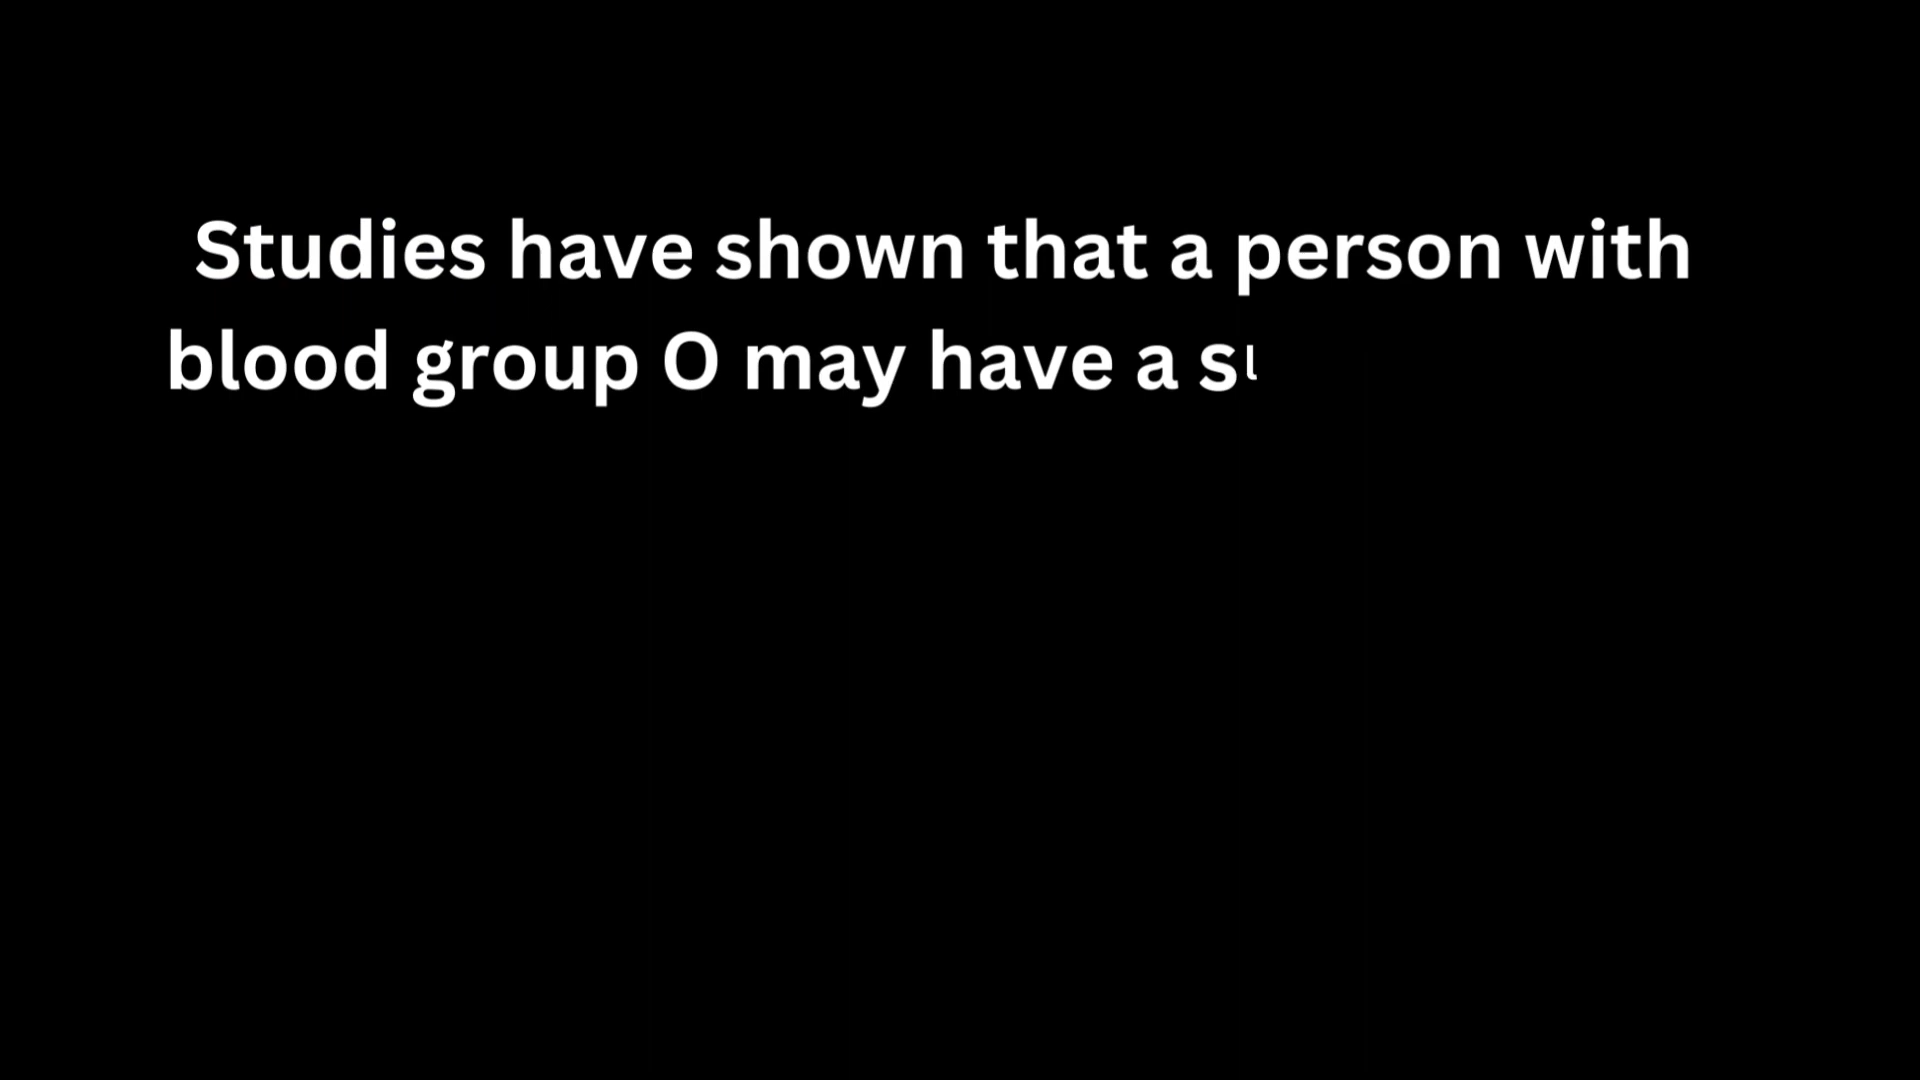 Studies have shown that a person with
blood group O may have a